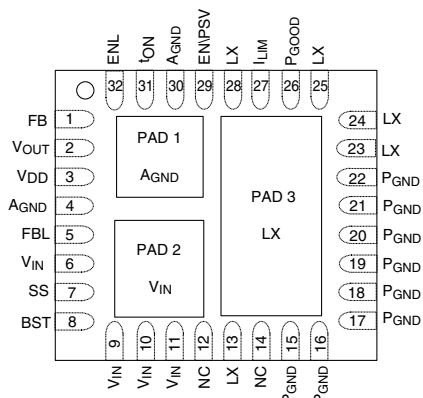 ENL
tON
AGND
EN\PSV
LX
ILIM
PGOOD
LX
32
31
30
29
28
27
26
25
FB 1
VOUT 2
VDD 3
AGND 4
FBL 5
VIN 6
SS 7
BST 8
PAD 1
AGND
PAD 2
VIN
PAD 3
LX
24 LX
23 LX
22 PGND
21 PGND
20 PGND
19 PGND
18 PGND
17 PGND
9
10
11
12
13
14
15
16
VIN
VIN
VIN
NC
LX
NC
PGND
PGND